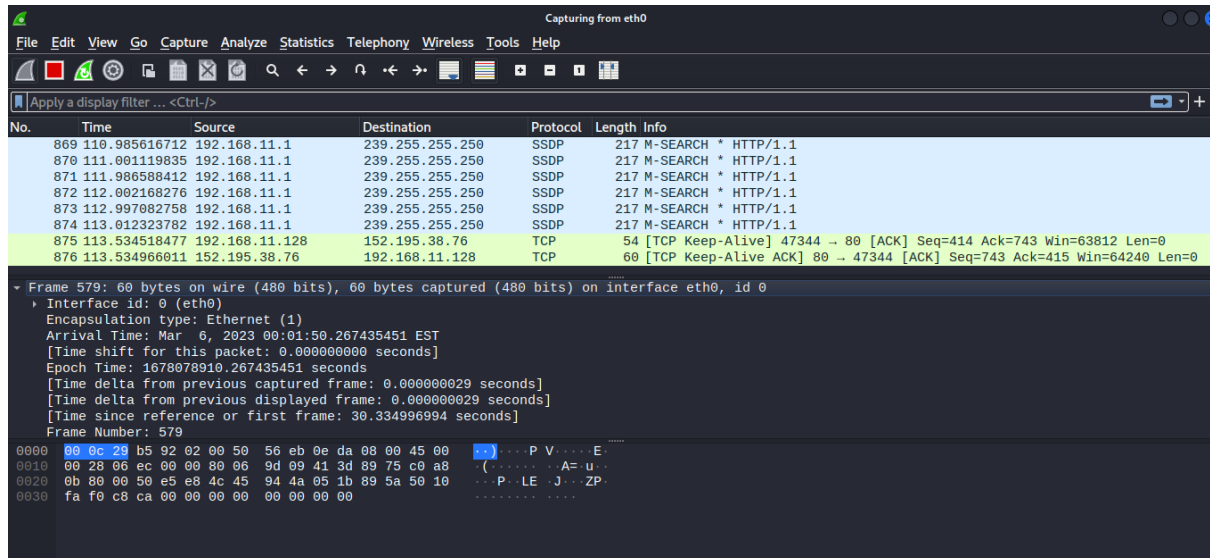 Capturing from eth0
File Edit View Go Capture Analyze Statistics Telephony Wireless Tools Help
Apply a display filter ... <Ctrl-/>
No. Time Source Destination Protocol Length Info
869 110.985616712 192.168.11.1 239.255.255.250 SSDP 217 M-SEARCH * HTTP/1.1
870 111.001119835 192.168.11.1 239.255.255.250 SSDP 217 M-SEARCH * HTTP/1.1
871 111.986588412 192.168.11.1 239.255.255.250 SSDP 217 M-SEARCH * HTTP/1.1
872 112.002168276 192.168.11.1 239.255.255.250 SSDP 217 M-SEARCH * HTTP/1.1
873 112.997082758 192.168.11.1 239.255.255.250 SSDP 217 M-SEARCH * HTTP/1.1
874 113.012323782 192.168.11.1 239.255.255.250 SSDP 217 M-SEARCH * HTTP/1.1
875 113.534518477 192.168.11.128 152.195.38.76 TCP 54 [TCP Keep-Alive] 47344 → 80 [ACK] Seq=414 Ack=743 Win=63812 Len=0
876 113.534966011 152.195.38.76 192.168.11.128 TCP 60 [TCP Keep-Alive ACK] 80 → 47344 [ACK] Seq=743 Ack=415 Win=64240 Len=0
Frame 579: 60 bytes on wire (480 bits), 60 bytes captured (480 bits) on interface eth0, id 0
Interface id: 0 (eth0)
Encapsulation type: Ethernet (1)
Arrival Time: Mar 6, 2023 00:01:50.267435451 EST
[Time shift for this packet: 0.000000000 seconds]
Epoch Time: 1678078910.267435451 seconds
[Time delta from previous captured frame: 0.000000029 seconds]
[Time delta from previous displayed frame: 0.000000029 seconds]
[Time since reference or first frame: 30.334996994 seconds]
Frame Number: 579
0000 00 0c 29 b5 92 02 00 50 56 eb 0e da 08 00 45 00 ··)····P V·····E·
0010 00 28 06 ec 00 00 80 06 9d 09 41 3d 89 75 c0 a8 ·(······ ··A=·u··
0020 0b 80 00 50 e5 e8 4c 45 94 4a 05 1b 89 5a 50 10 ···P··LE ·J···ZP·
0030 fa f0 c8 ca 00 00 00 00 00 00 00 00 ········ ····